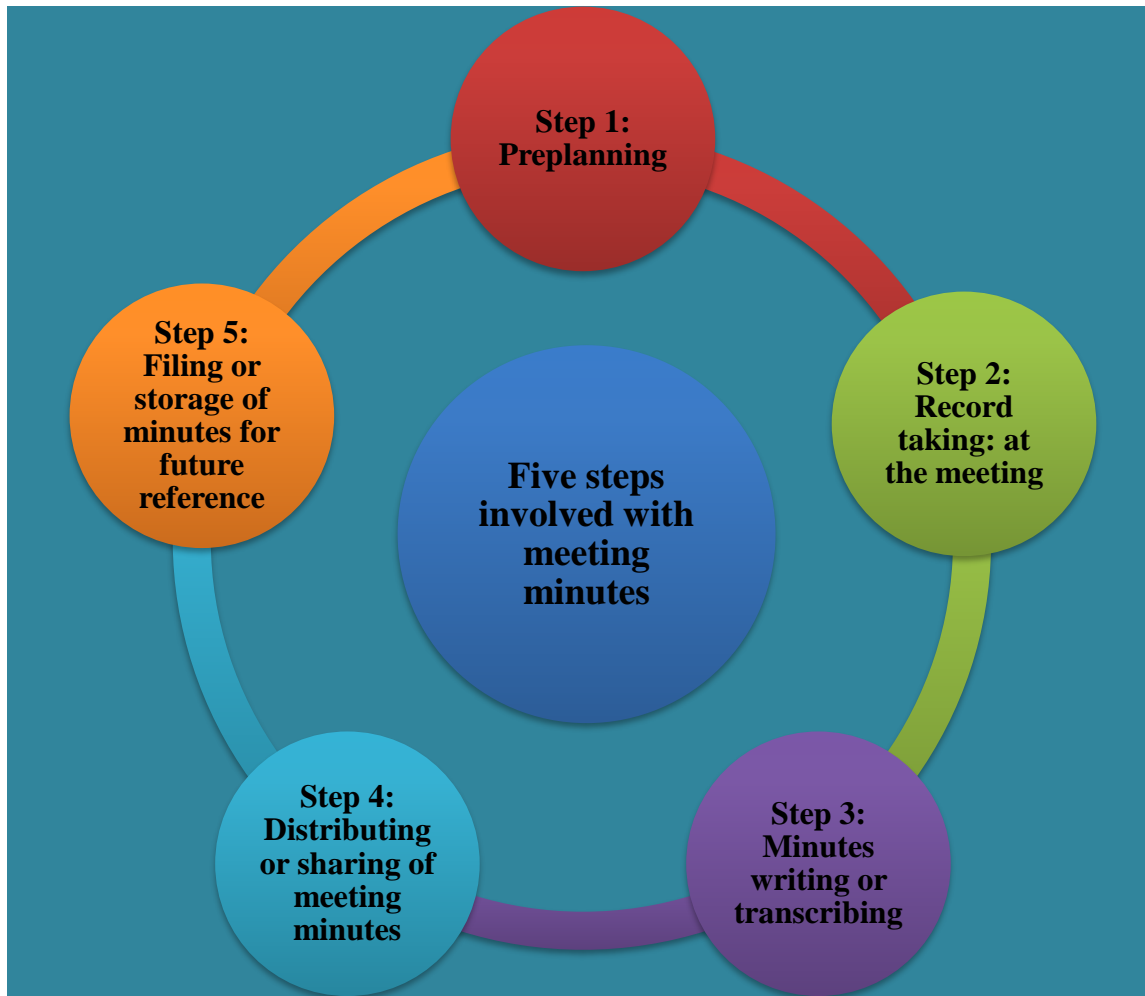 Step 1:
Preplanning
Step 2:
Record
taking: at
the meeting
Step 3:
Minutes
writing or
transcribing
Step 4:
Distributing
or sharing of
meeting
minutes
Step 5:
Filing or
storage of
minutes for
future
reference
Five steps
involved with
meeting
minutes